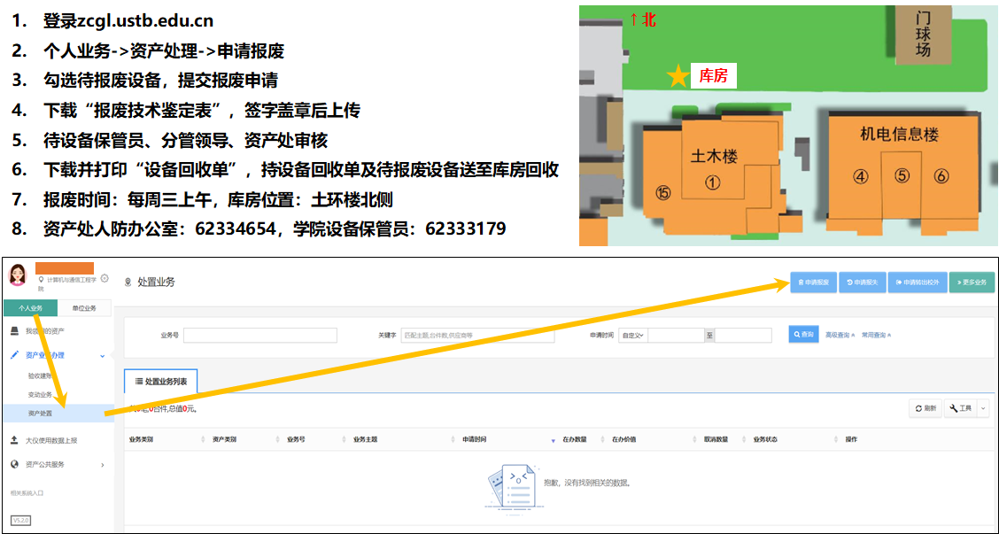 1. 登录zcgl.ustb.edu.cn
2. 个人业务->资产处理->申请报废
3. 勾选待报废设备，提交报废申请
4. 下载“报废技术鉴定表”，签字盖章后上传
5. 待设备保管员、分管领导、资产处审核
6. 下载并打印“设备回收单”，持设备回收单及待报废设备送至库房回收
7. 报废时间：每周三上午，库房位置：土环楼北侧
8. 资产处人防办公室：62334654，学院设备保管员：62333179
↑北
门球场
库房
土木楼
⑮ ①
机电信息楼
④ ⑤ ⑥
计算机与通信工程学院
处置业务
申请报废 申请报失 申请转出校外 » 更多业务
个人业务 单位业务
业务号 关键字 匹配主题,台件数,供应商等 申请时间 自定义 至 查询 高级查询 常用查询
资产业务办理
变动业务
资产处置
大仪使用数据上报
资产公共服务
相关系统入口
V5.2.0
处置业务列表
0台件,总值0元。
刷新 工具
业务类别 资产类别 业务号 业务主题 申请时间 在办数量 在办价值 取消数量 业务状态 操作
抱歉，没有找到相关的数据。